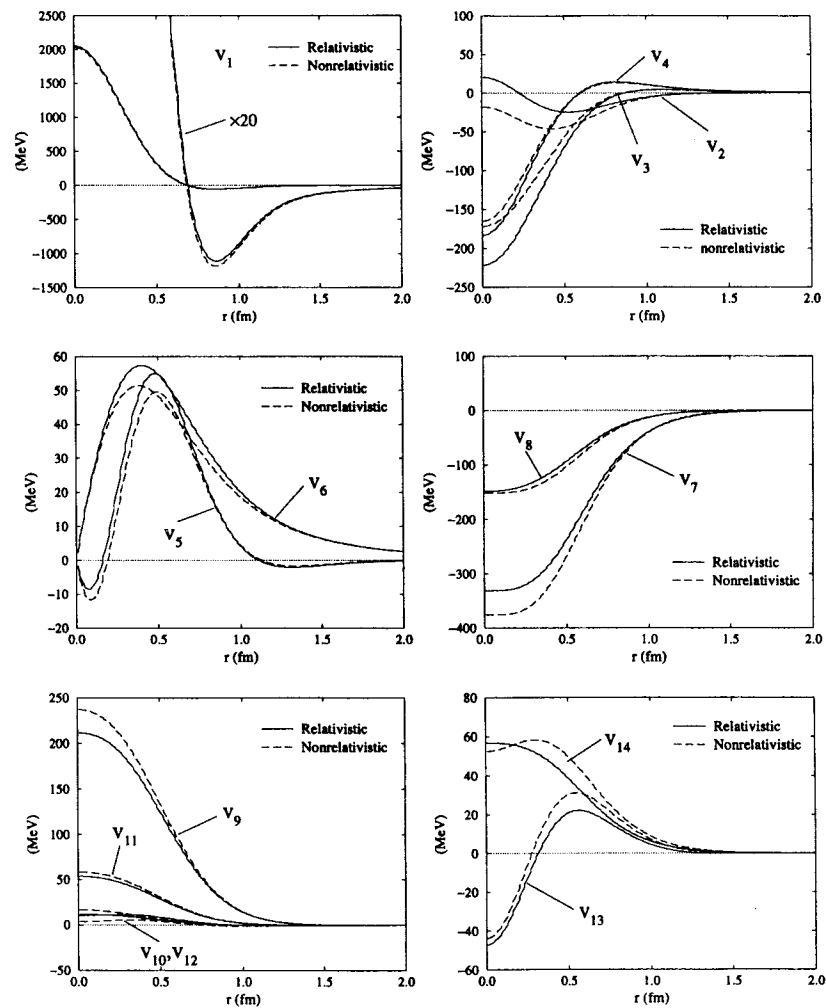 2500
2000
1500
1000
500
0
−500
−1000
−1500
(MeV)
V1
Relativistic
Nonrelativistic
×20
0.0 0.5 1.0 1.5 2.0
r (fm)
100
50
0
−50
−100
−150
−200
−250
(MeV)
V4
V3
V2
Relativistic
nonrelativistic
0.0 0.5 1.0 1.5 2.0
r (fm)
60
50
40
30
20
10
0
−10
−20
(MeV)
Relativistic
Nonrelativistic
V6
V5
0.0 0.5 1.0 1.5 2.0
r (fm)
100
0
−100
−200
−300
−400
(MeV)
V8
V7
Relativistic
Nonrelativistic
0.0 0.5 1.0 1.5 2.0
r (fm)
250
200
150
100
50
0
50
(MeV)
Relativistic
Nonrelativistic
V9
V11
V10,V12
0.0 0.5 1.0 1.5 2.0
r (fm)
80
60
40
20
0
−20
−40
−60
(MeV)
Relativistic
Nonrelativistic
V14
V13
0.0 0.5 1.0 1.5 2.0
r (fm)